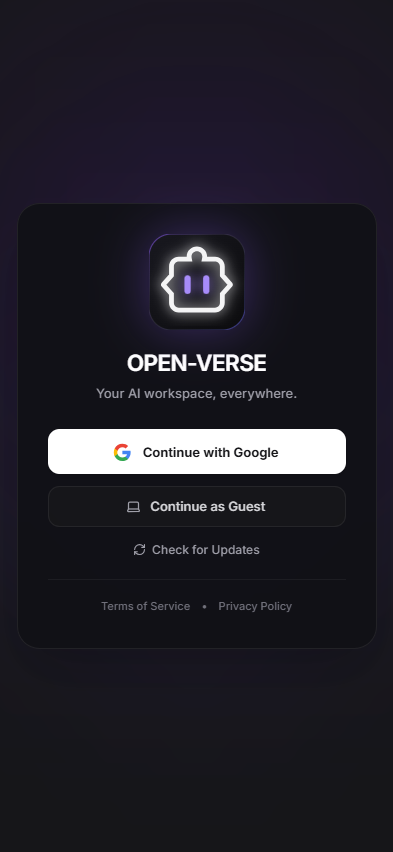 OPEN-VERSE
Your AI workspace, everywhere.
Continue with Google
Continue as Guest
Check for Updates
Terms of Service • Privacy Policy